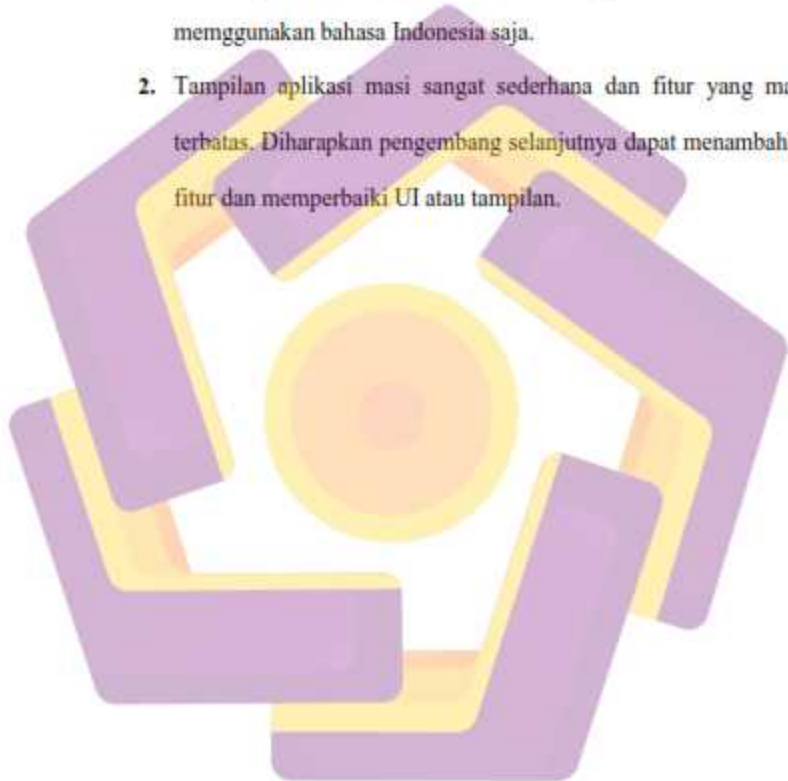 memggunakan bahasa Indonesia saja.
2. Tampilan aplikasi masi sangat sederhana dan fitur yang ma
terbatas. Diharapkan pengembang selanjutnya dapat menambah
fitur dan memperbaiki UI atau tampilan.